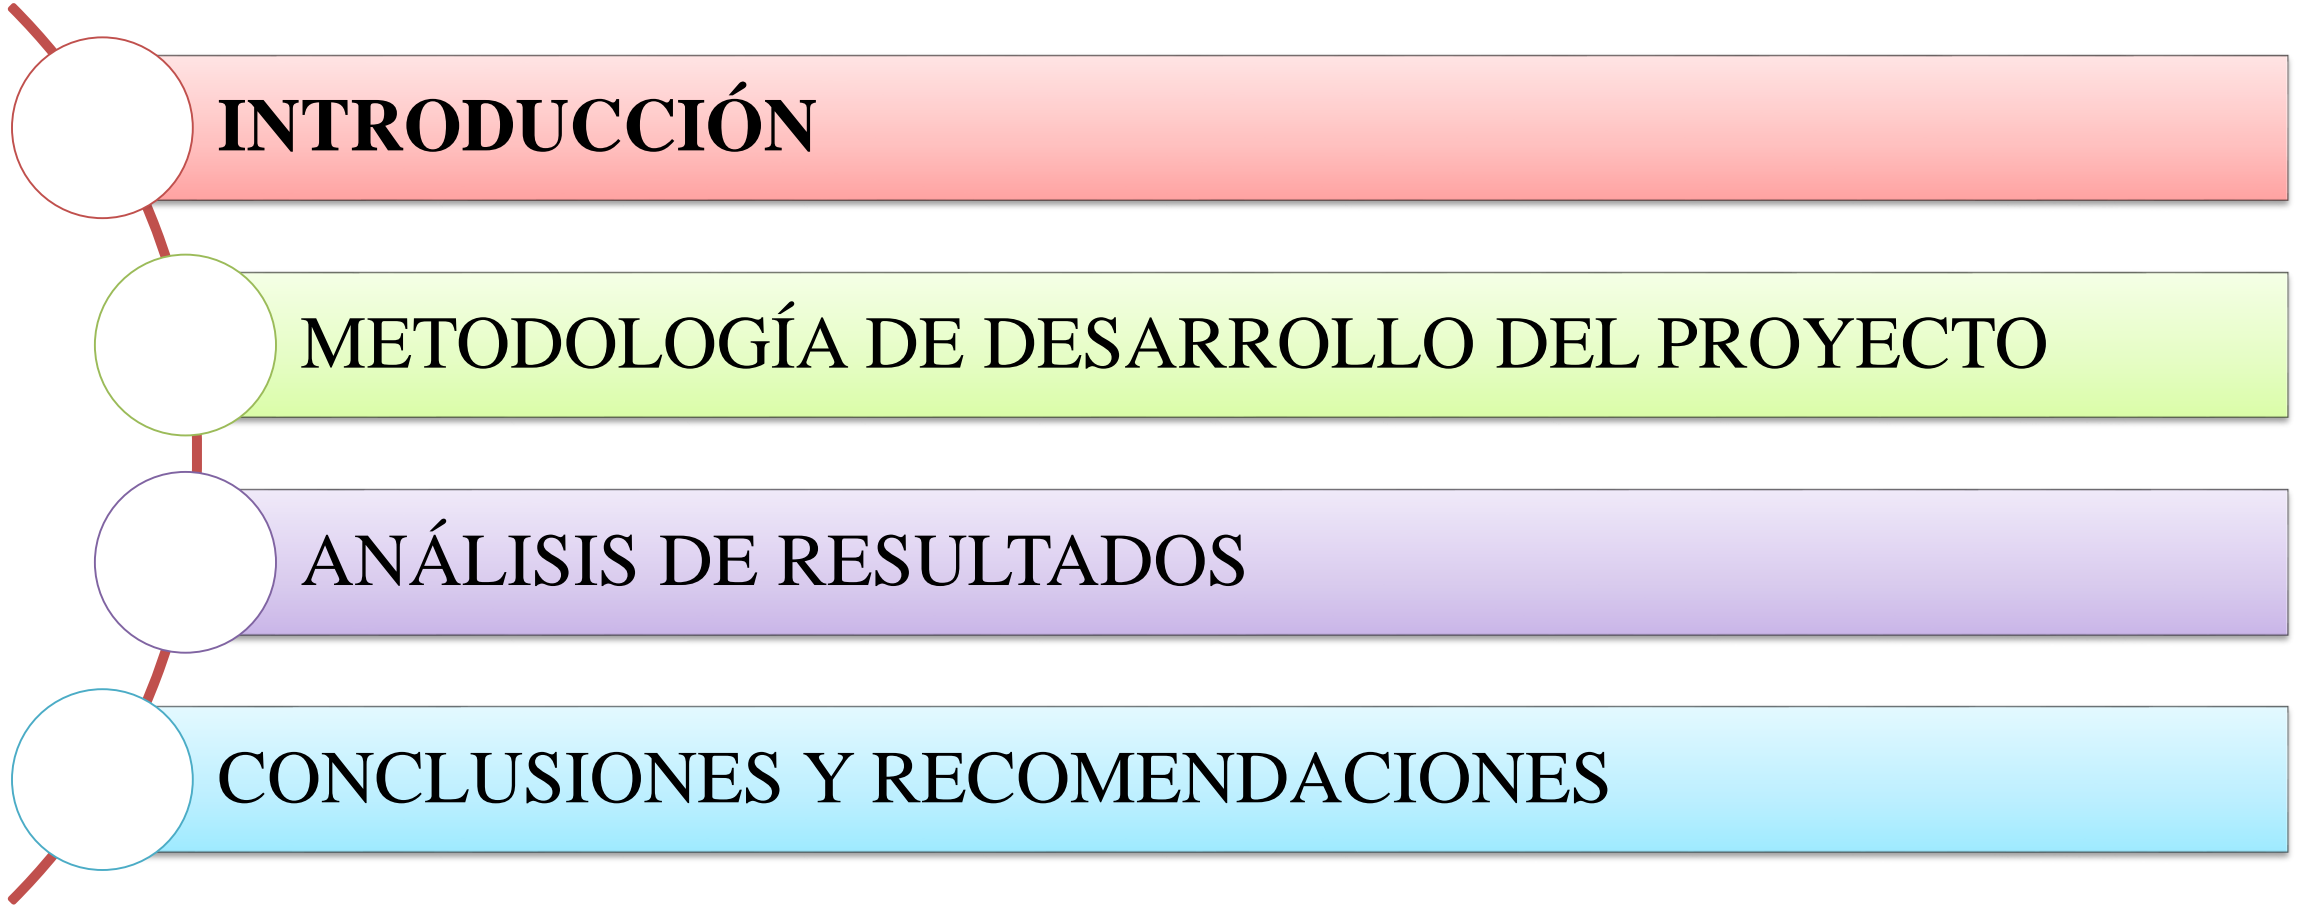 INTRODUCCIÓN
METODOLOGÍA DE DESARROLLO DEL PROYECTO
ANÁLISIS DE RESULTADOS
CONCLUSIONES Y RECOMENDACIONES